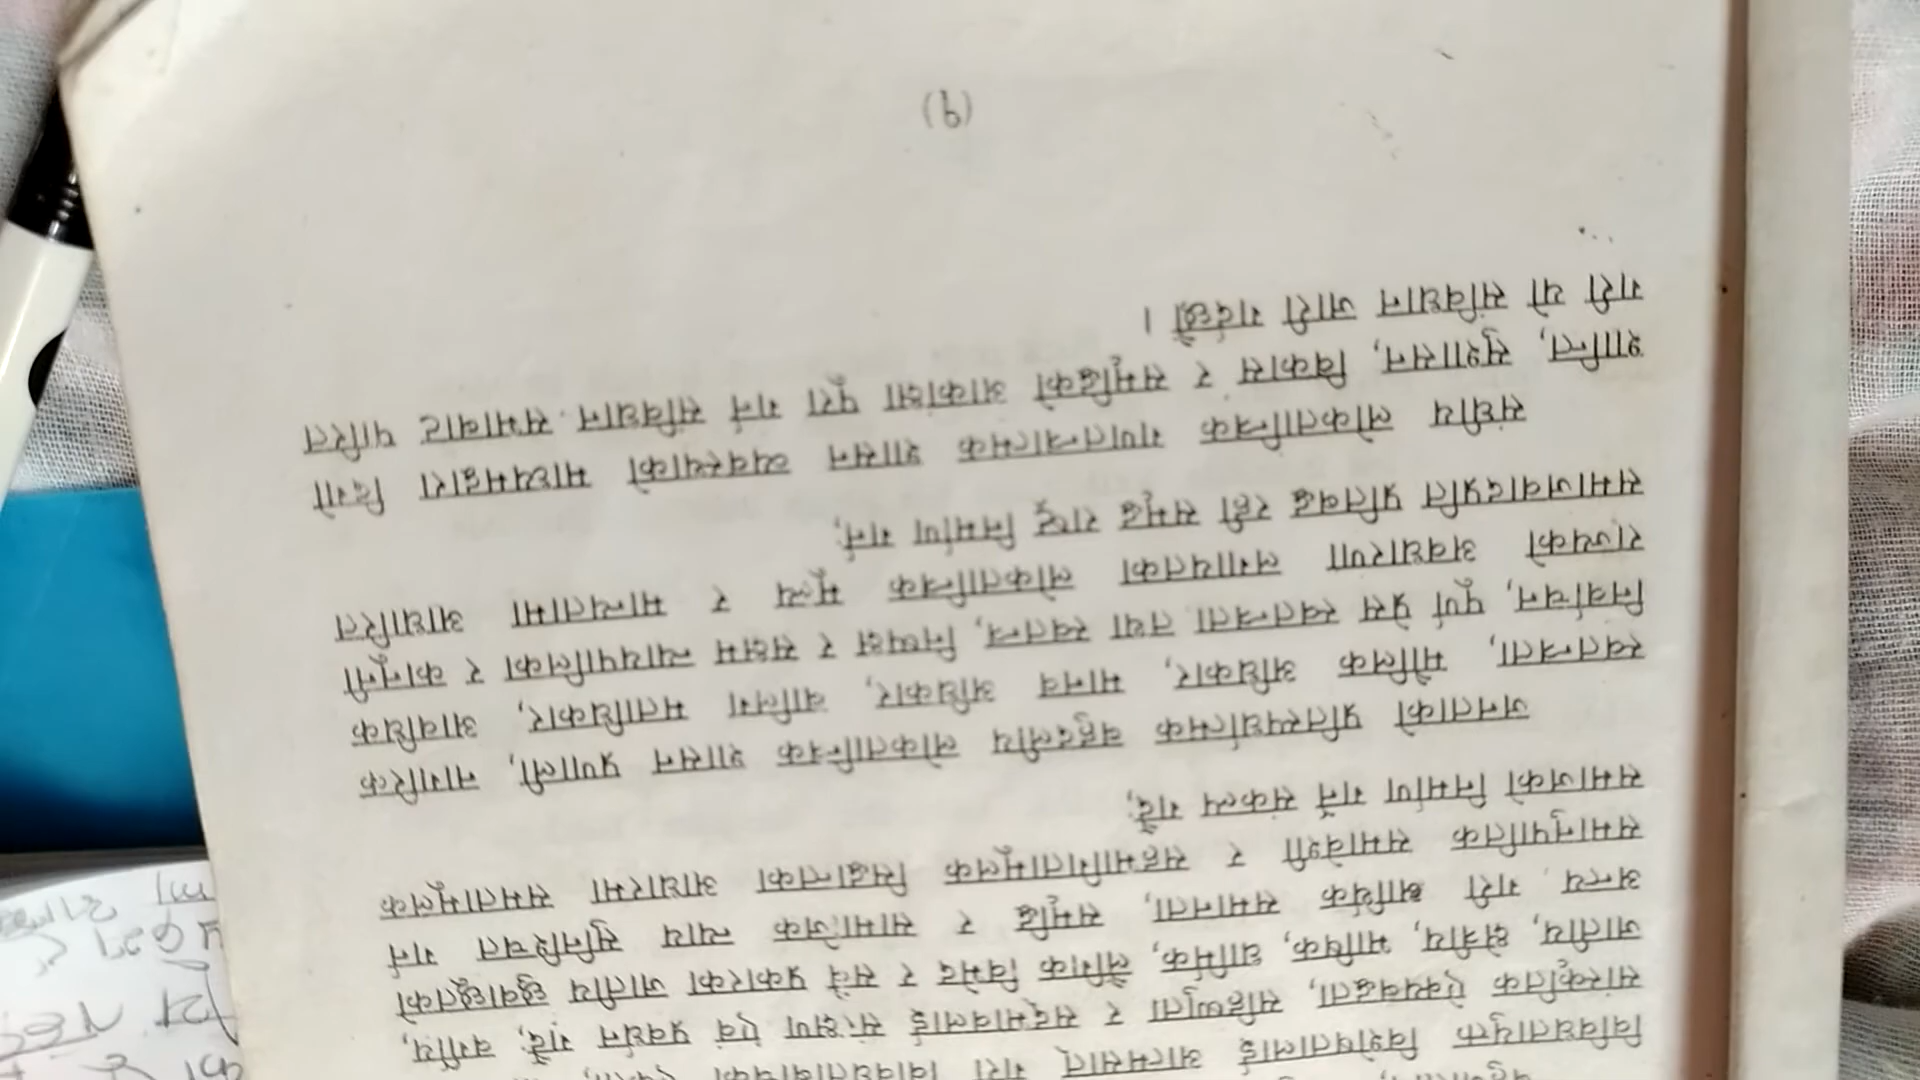 विविधतायुक्त विशेषतालाई आत्मसात् गरी विविधताबीचको
सांस्कृतिक ऐक्यबद्धता, सहिष्णुता र सद्भावलाई संरक्षण एवं प्रवर्धन गर्दै, वर्गीय,
जातीय, क्षेत्रीय, भाषिक, धार्मिक, लैंगिक विभेद र सबै प्रकारका जातीय छुवाछूतको
अन्त्य गरी आर्थिक समानता, समृद्धि र सामाजिक न्याय सुनिश्चित गर्न
समानुपातिक समावेशी र सहभागितामूलक सिद्धान्तका आधारमा समतामूलक
समाजको निर्माण गर्ने संकल्प गर्दै;
जनताको प्रतिस्पर्धात्मक बहुदलीय लोकतान्त्रिक शासन प्रणाली, नागरिक
स्वतन्त्रता, मौलिक अधिकार, मानव अधिकार, बालिग मताधिकार, आवधिक
निर्वाचन, पूर्ण प्रेस स्वतन्त्रता तथा स्वतन्त्र, निष्पक्ष र सक्षम न्यायपालिका र कानूनी
राज्यको अवधारणा लगायतका लोकतान्त्रिक मूल्य र मान्यतामा आधारित
समाजवादप्रति प्रतिबद्ध रही समृद्ध राष्ट्र निर्माण गर्न;
संघीय लोकतान्त्रिक गणतन्त्रात्मक शासन व्यवस्थाको माध्यमद्वारा दिगो
शान्ति, सुशासन, विकास र समृद्धिको आकांक्षा पूरा गर्न संविधान सभाबाट पारित
गरी यो संविधान जारी गर्दछौं ।
(१)